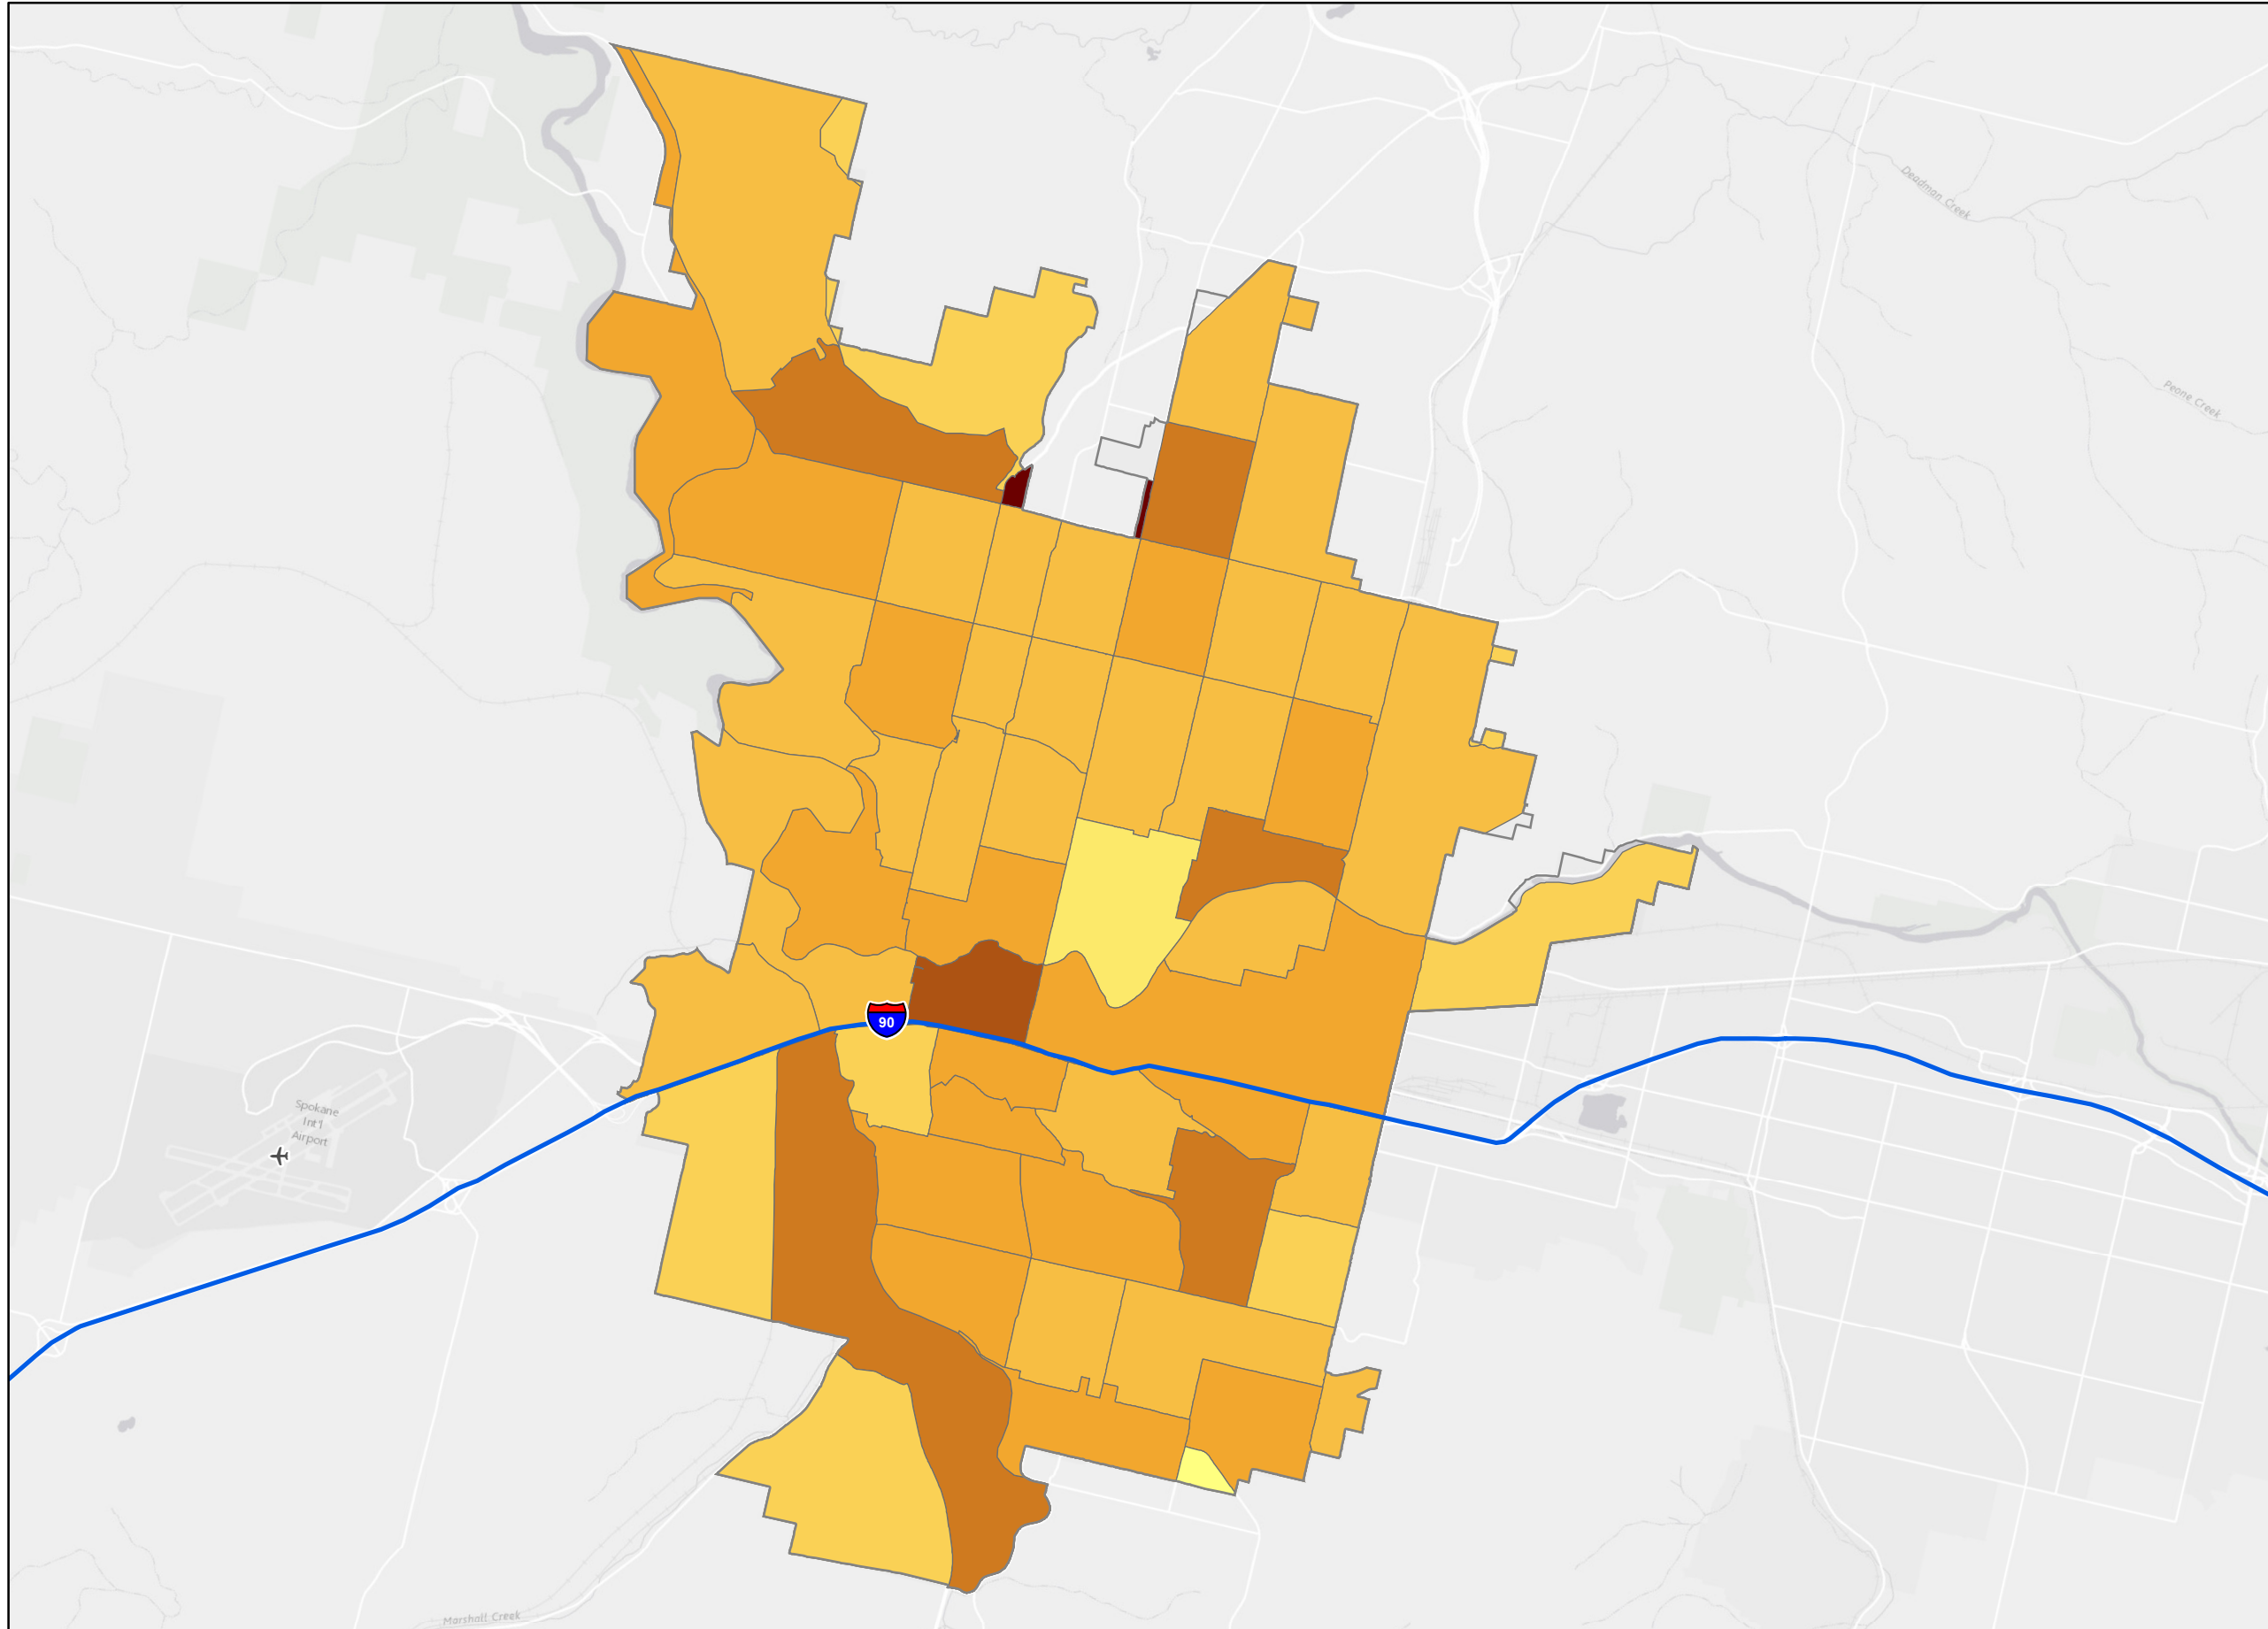 Deadman Creek
Peone Creek
90
Spokane
Int'l
Airport
Marshall Creek